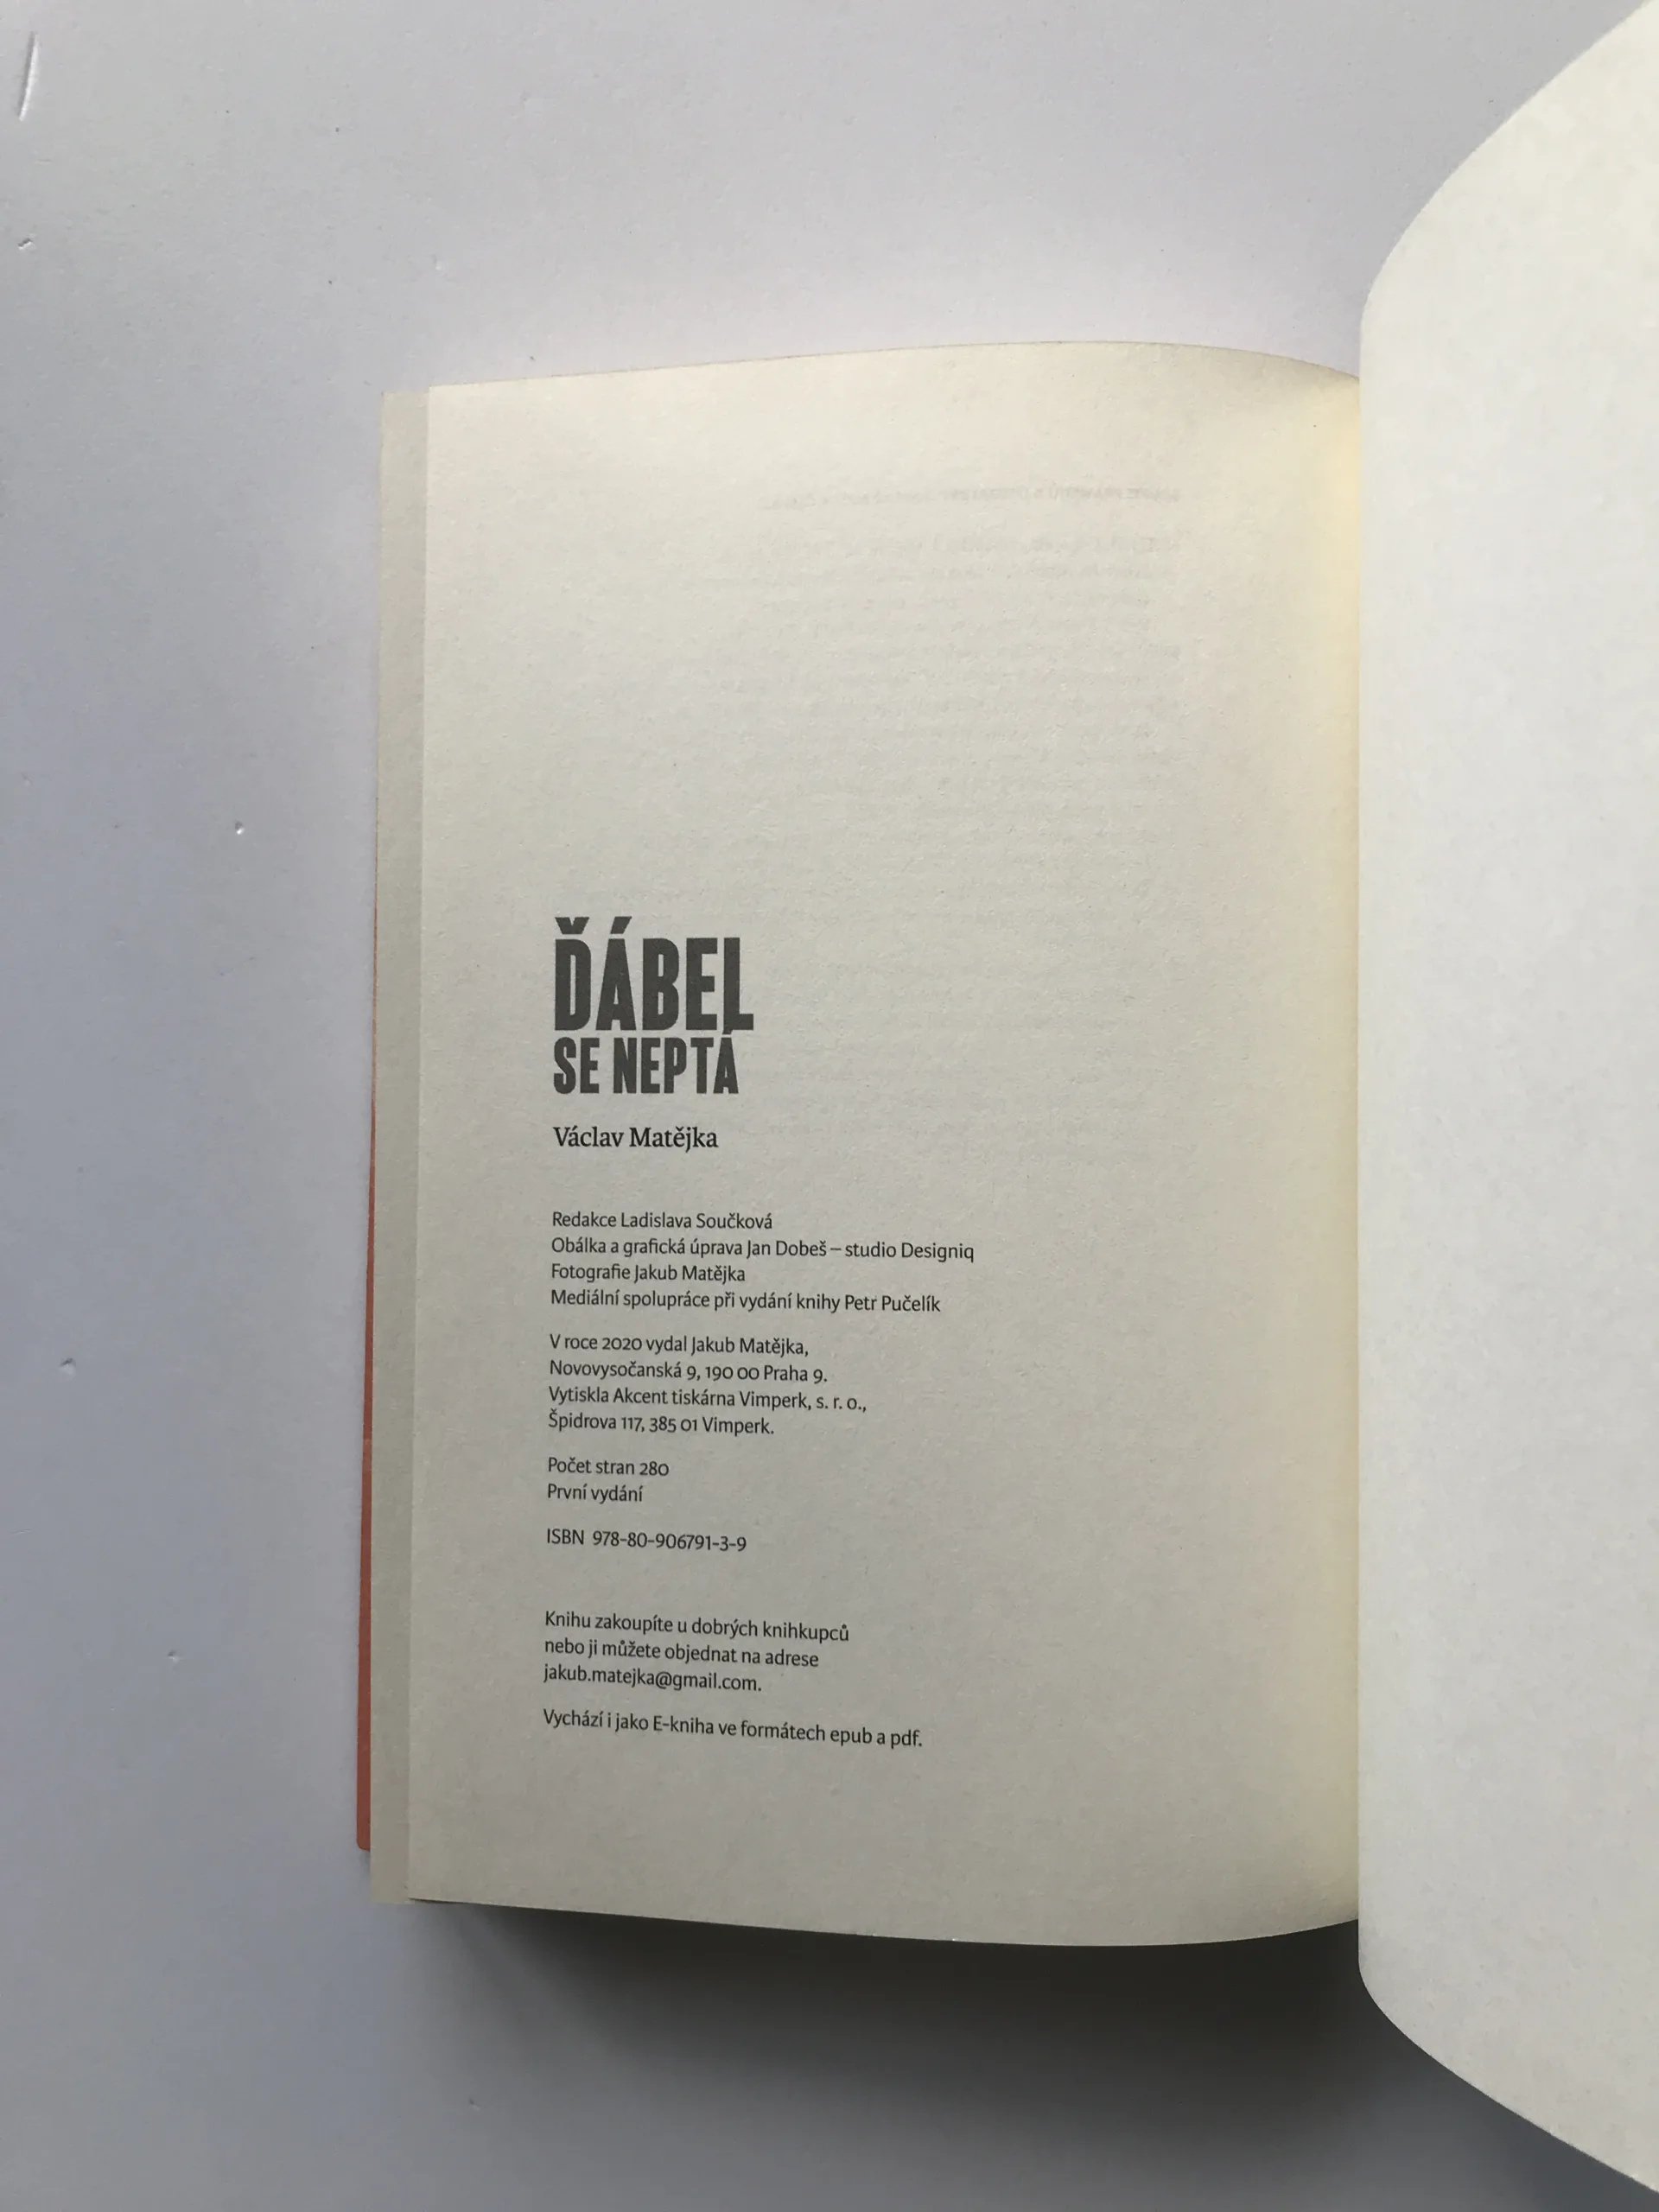 ĎÁBEL
SE NEPTÁ
Václav Matějka
Redakce Ladislava Součková
Obálka a grafická úprava Jan Dobeš – studio Designiq
Fotografie Jakub Matějka
Mediální spolupráce při vydání knihy Petr Pučelík
V roce 2020 vydal Jakub Matějka,
Novovysočanská 9, 190 00 Praha 9.
Vytiskla Akcent tiskárna Vimperk, s. r. o.,
Špidrova 117, 385 01 Vimperk.
Počet stran 280
První vydání
ISBN 978-80-906791-3-9
Knihu zakoupíte u dobrých knihkupců
nebo ji můžete objednat na adrese
jakub.matejka@gmail.com.
Vychází i jako E-kniha ve formátech epub a pdf.